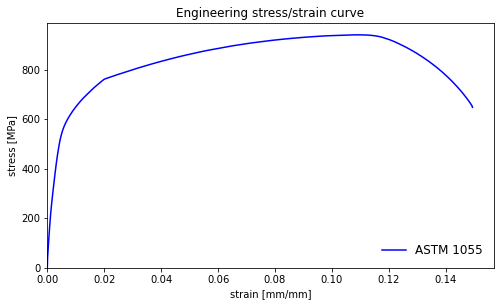 Engineering stress/strain curve
stress [MPa]
800
600
400
200
0
ASTM 1055
0.00 0.02 0.04 0.06 0.08 0.10 0.12 0.14
strain [mm/mm]